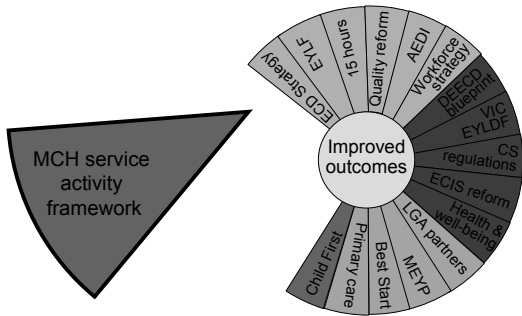 MCH service
activity
framework
ECD Strategy
EYLF
15 hours
Quality reform
AEDI
Workforce
strategy
DEECD
blueprint
VIC
EYLDF
CS
regulations
ECIS reform
Health &
well-being
LGA partners
MEYP
Best Start
Primary care
Child First
Improved
outcomes